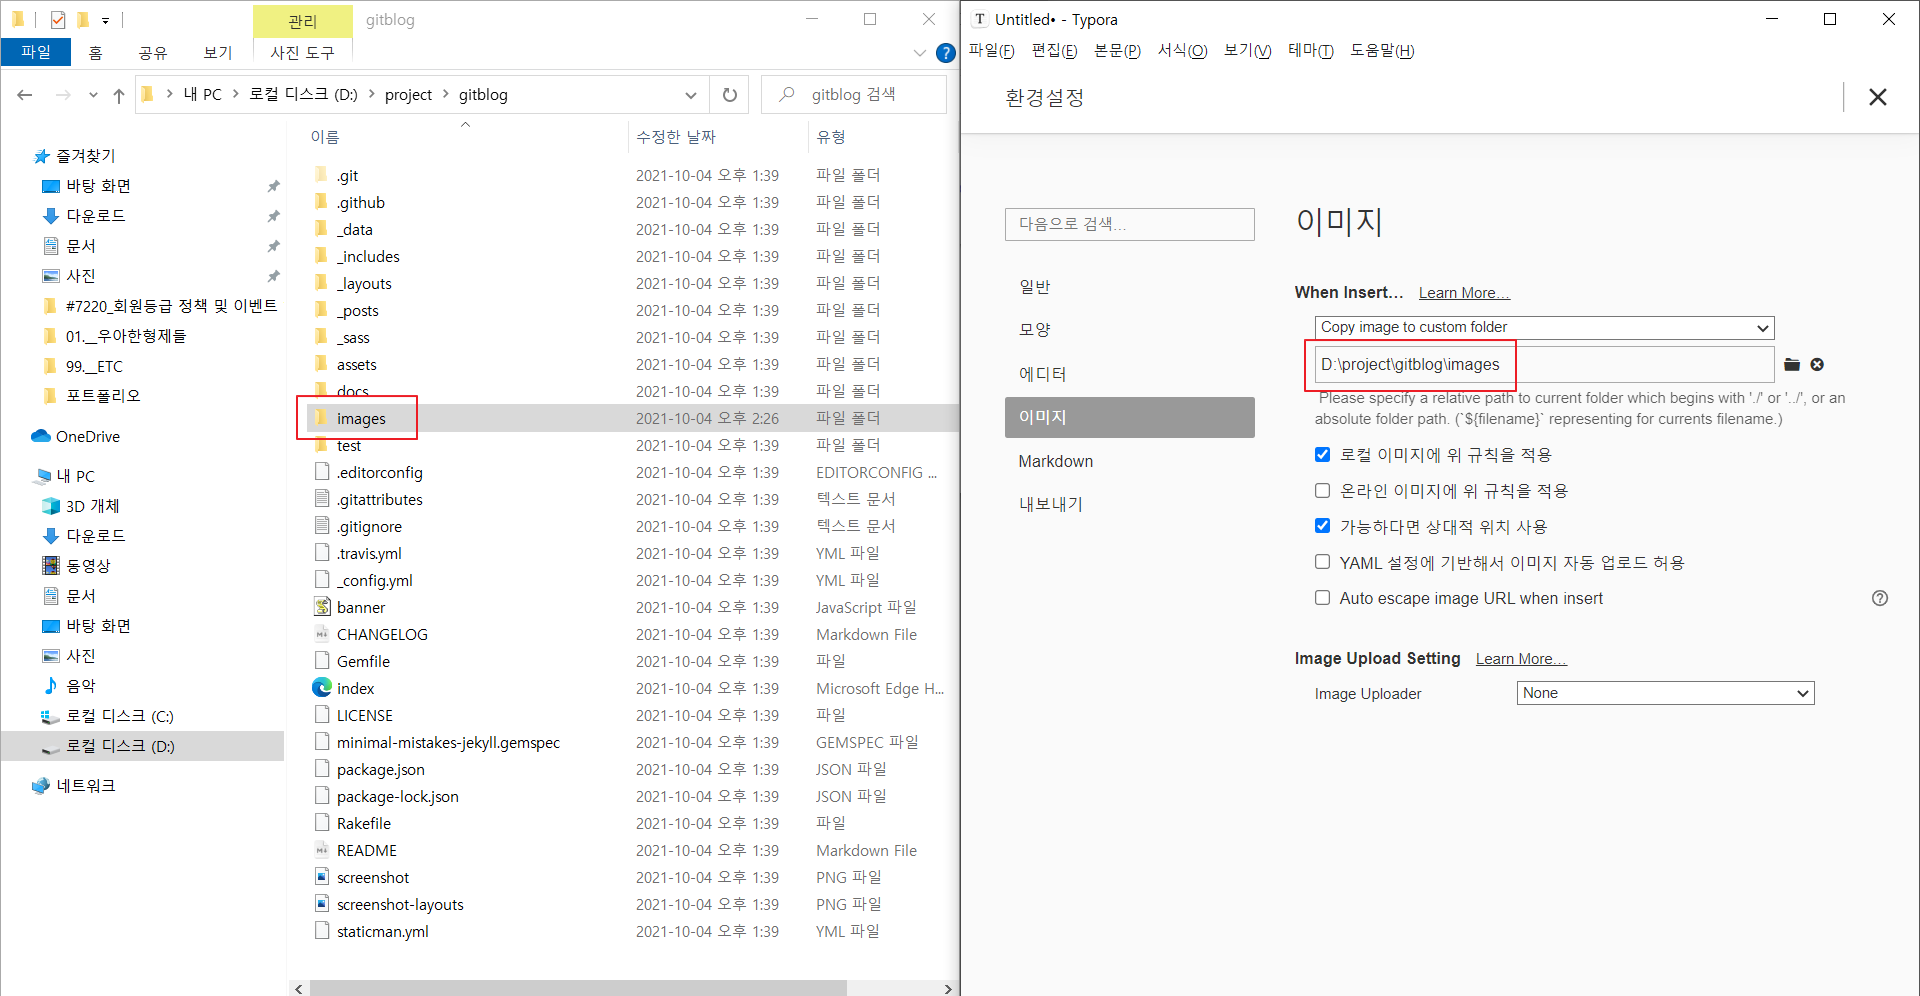 관리
gitblog
파일
홈
공유
보기
사진 도구
내 PC > 로컬 디스크 (D:) > project > gitblog
gitblog 검색
즐겨찾기
바탕 화면
다운로드
문서
사진
#7220_회원등급 정책 및 이벤트
01.__우아한형제들
99.__ETC
포트폴리오
OneDrive
내 PC
3D 개체
다운로드
동영상
문서
바탕 화면
사진
음악
로컬 디스크 (C:)
로컬 디스크 (D:)
네트워크
이름 수정한 날짜 유형
.git 2021-10-04 오후 1:39 파일 폴더
.github 2021-10-04 오후 1:39 파일 폴더
_data 2021-10-04 오후 1:39 파일 폴더
_includes 2021-10-04 오후 1:39 파일 폴더
_layouts 2021-10-04 오후 1:39 파일 폴더
_posts 2021-10-04 오후 1:39 파일 폴더
_sass 2021-10-04 오후 1:39 파일 폴더
assets 2021-10-04 오후 1:39 파일 폴더
docs 2021-10-04 오후 1:39 파일 폴더
images 2021-10-04 오후 2:26 파일 폴더
test 2021-10-04 오후 1:39 파일 폴더
.editorconfig 2021-10-04 오후 1:39 EDITORCONFIG ...
.gitattributes 2021-10-04 오후 1:39 텍스트 문서
.gitignore 2021-10-04 오후 1:39 텍스트 문서
.travis.yml 2021-10-04 오후 1:39 YML 파일
_config.yml 2021-10-04 오후 1:39 YML 파일
banner 2021-10-04 오후 1:39 JavaScript 파일
CHANGELOG 2021-10-04 오후 1:39 Markdown File
Gemfile 2021-10-04 오후 1:39 파일
index 2021-10-04 오후 1:39 Microsoft Edge H...
LICENSE 2021-10-04 오후 1:39 파일
minimal-mistakes-jekyll.gemspec 2021-10-04 오후 1:39 GEMSPEC 파일
package.json 2021-10-04 오후 1:39 JSON 파일
package-lock.json 2021-10-04 오후 1:39 JSON 파일
Rakefile 2021-10-04 오후 1:39 파일
README 2021-10-04 오후 1:39 Markdown File
screenshot 2021-10-04 오후 1:39 PNG 파일
screenshot-layouts 2021-10-04 오후 1:39 PNG 파일
staticman.yml 2021-10-04 오후 1:39 YML 파일
T Untitled• - Typora
파일(F) 편집(E) 본문(P) 서식(O) 보기(V) 테마(T) 도움말(H)
환경설정
다음으로 검색...
일반
모양
에디터
이미지
Markdown
내보내기
이미지
When Insert... Learn More...
Copy image to custom folder
D:\project\gitblog\images
Please specify a relative path to current folder which begins with './' or '../', or an
absolute folder path. (`${filename}` representing for currents filename.)
로컬 이미지에 위 규칙을 적용
온라인 이미지에 위 규칙을 적용
가능하다면 상대적 위치 사용
YAML 설정에 기반해서 이미지 자동 업로드 허용
Auto escape image URL when insert
Image Upload Setting Learn More...
Image Uploader None